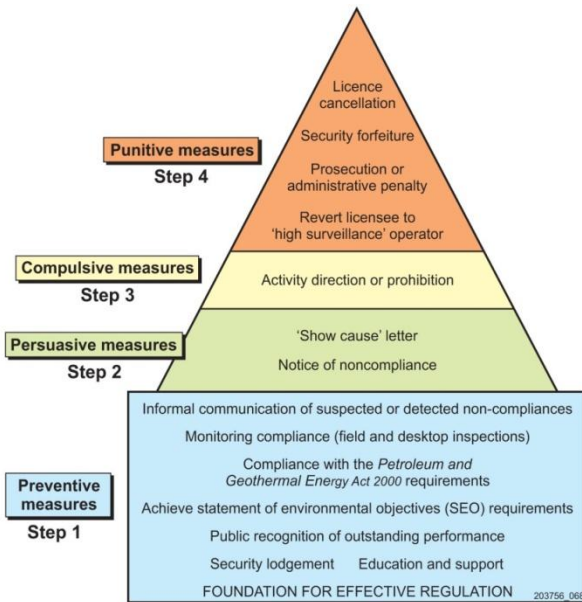 Licence
cancellation
Security forfeiture
Punitive measures
Step 4
Prosecution or
administrative penalty
Revert licensee to
‘high surveillance’ operator
Compulsive measures
Step 3
Activity direction or prohibition
Persuasive measures
Step 2
‘Show cause’ letter
Notice of noncompliance
Preventive
measures
Step 1
Informal communication of suspected or detected non-compliances
Monitoring compliance (field and desktop inspections)
Compliance with the Petroleum and
Geothermal Energy Act 2000 requirements
Achieve statement of environmental objectives (SEO) requirements
Public recognition of outstanding performance
Security lodgement Education and support
FOUNDATION FOR EFFECTIVE REGULATION